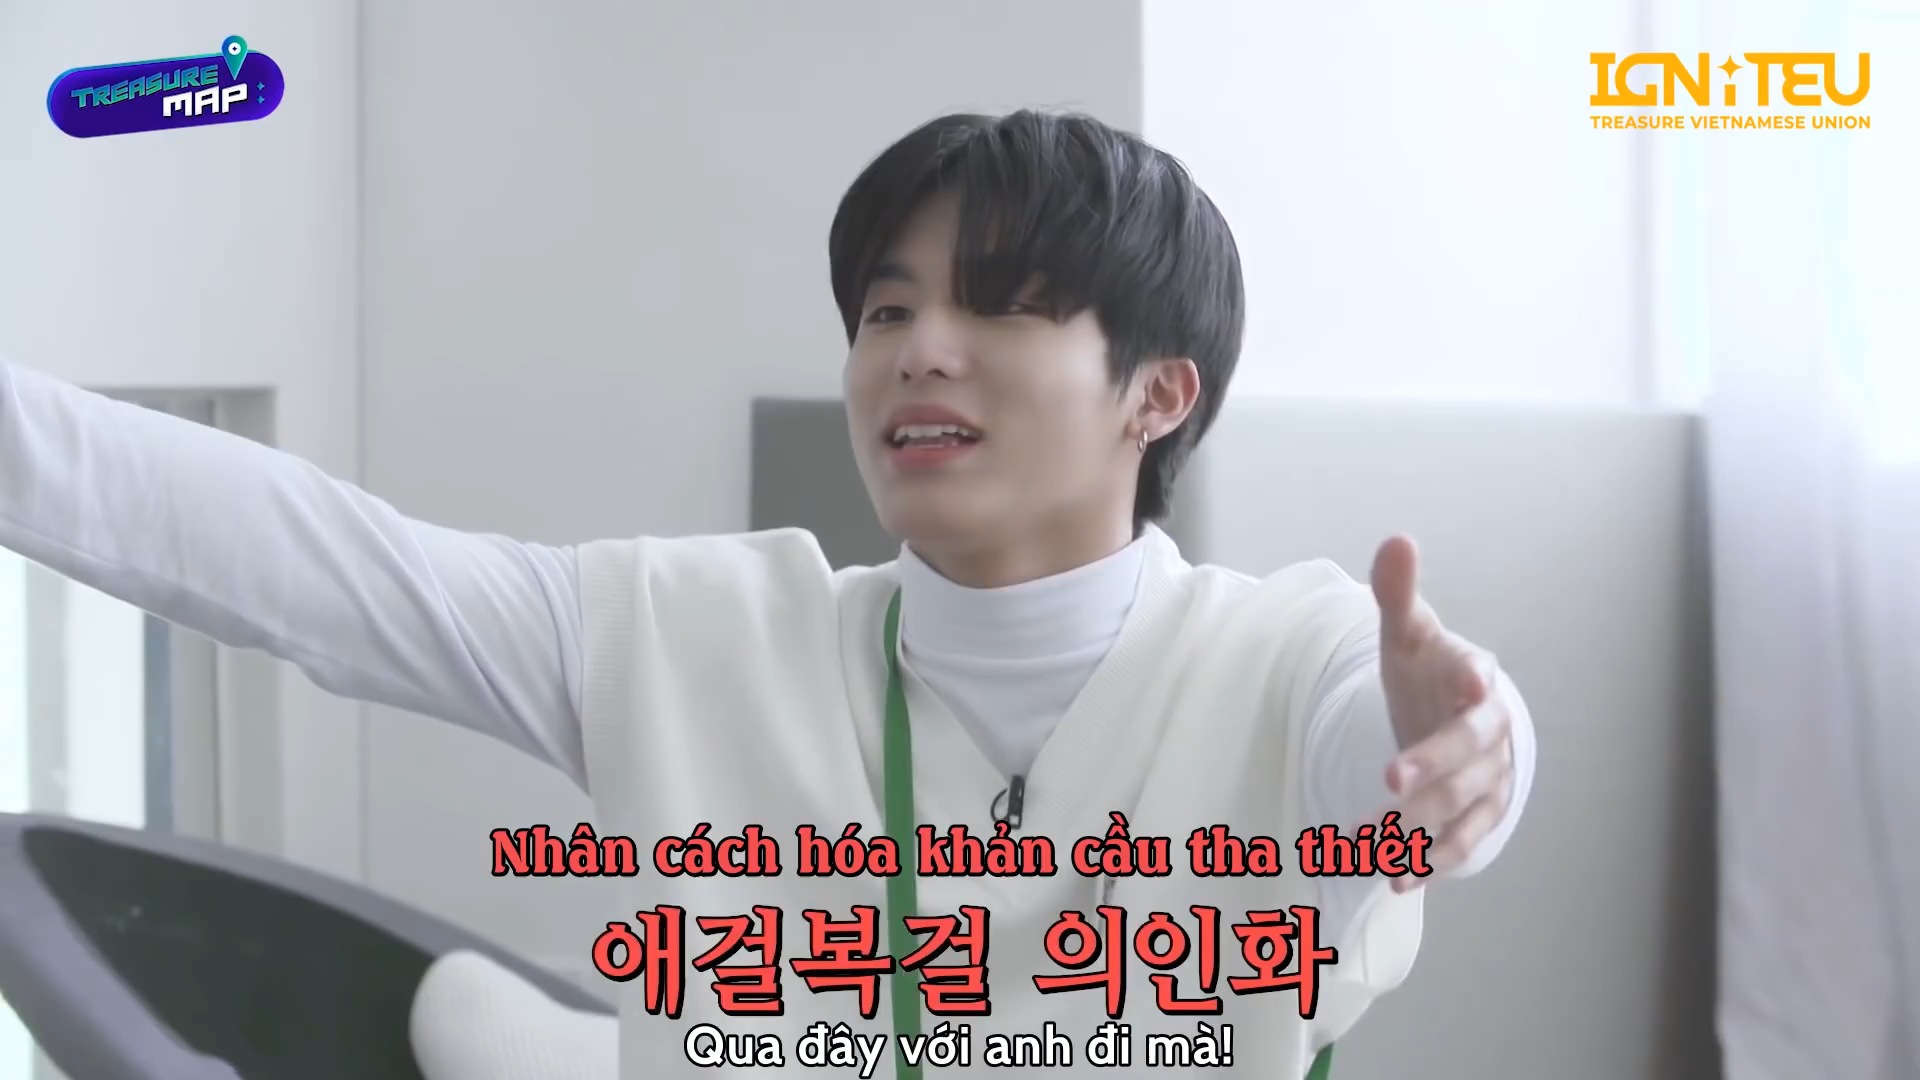 TREASURE
MAP
IGNITEU
TREASURE VIETNAMESE UNION
Nhân cách hóa khản cầu tha thiết
애걸복걸 의인화
Qua đây với anh đi mà!